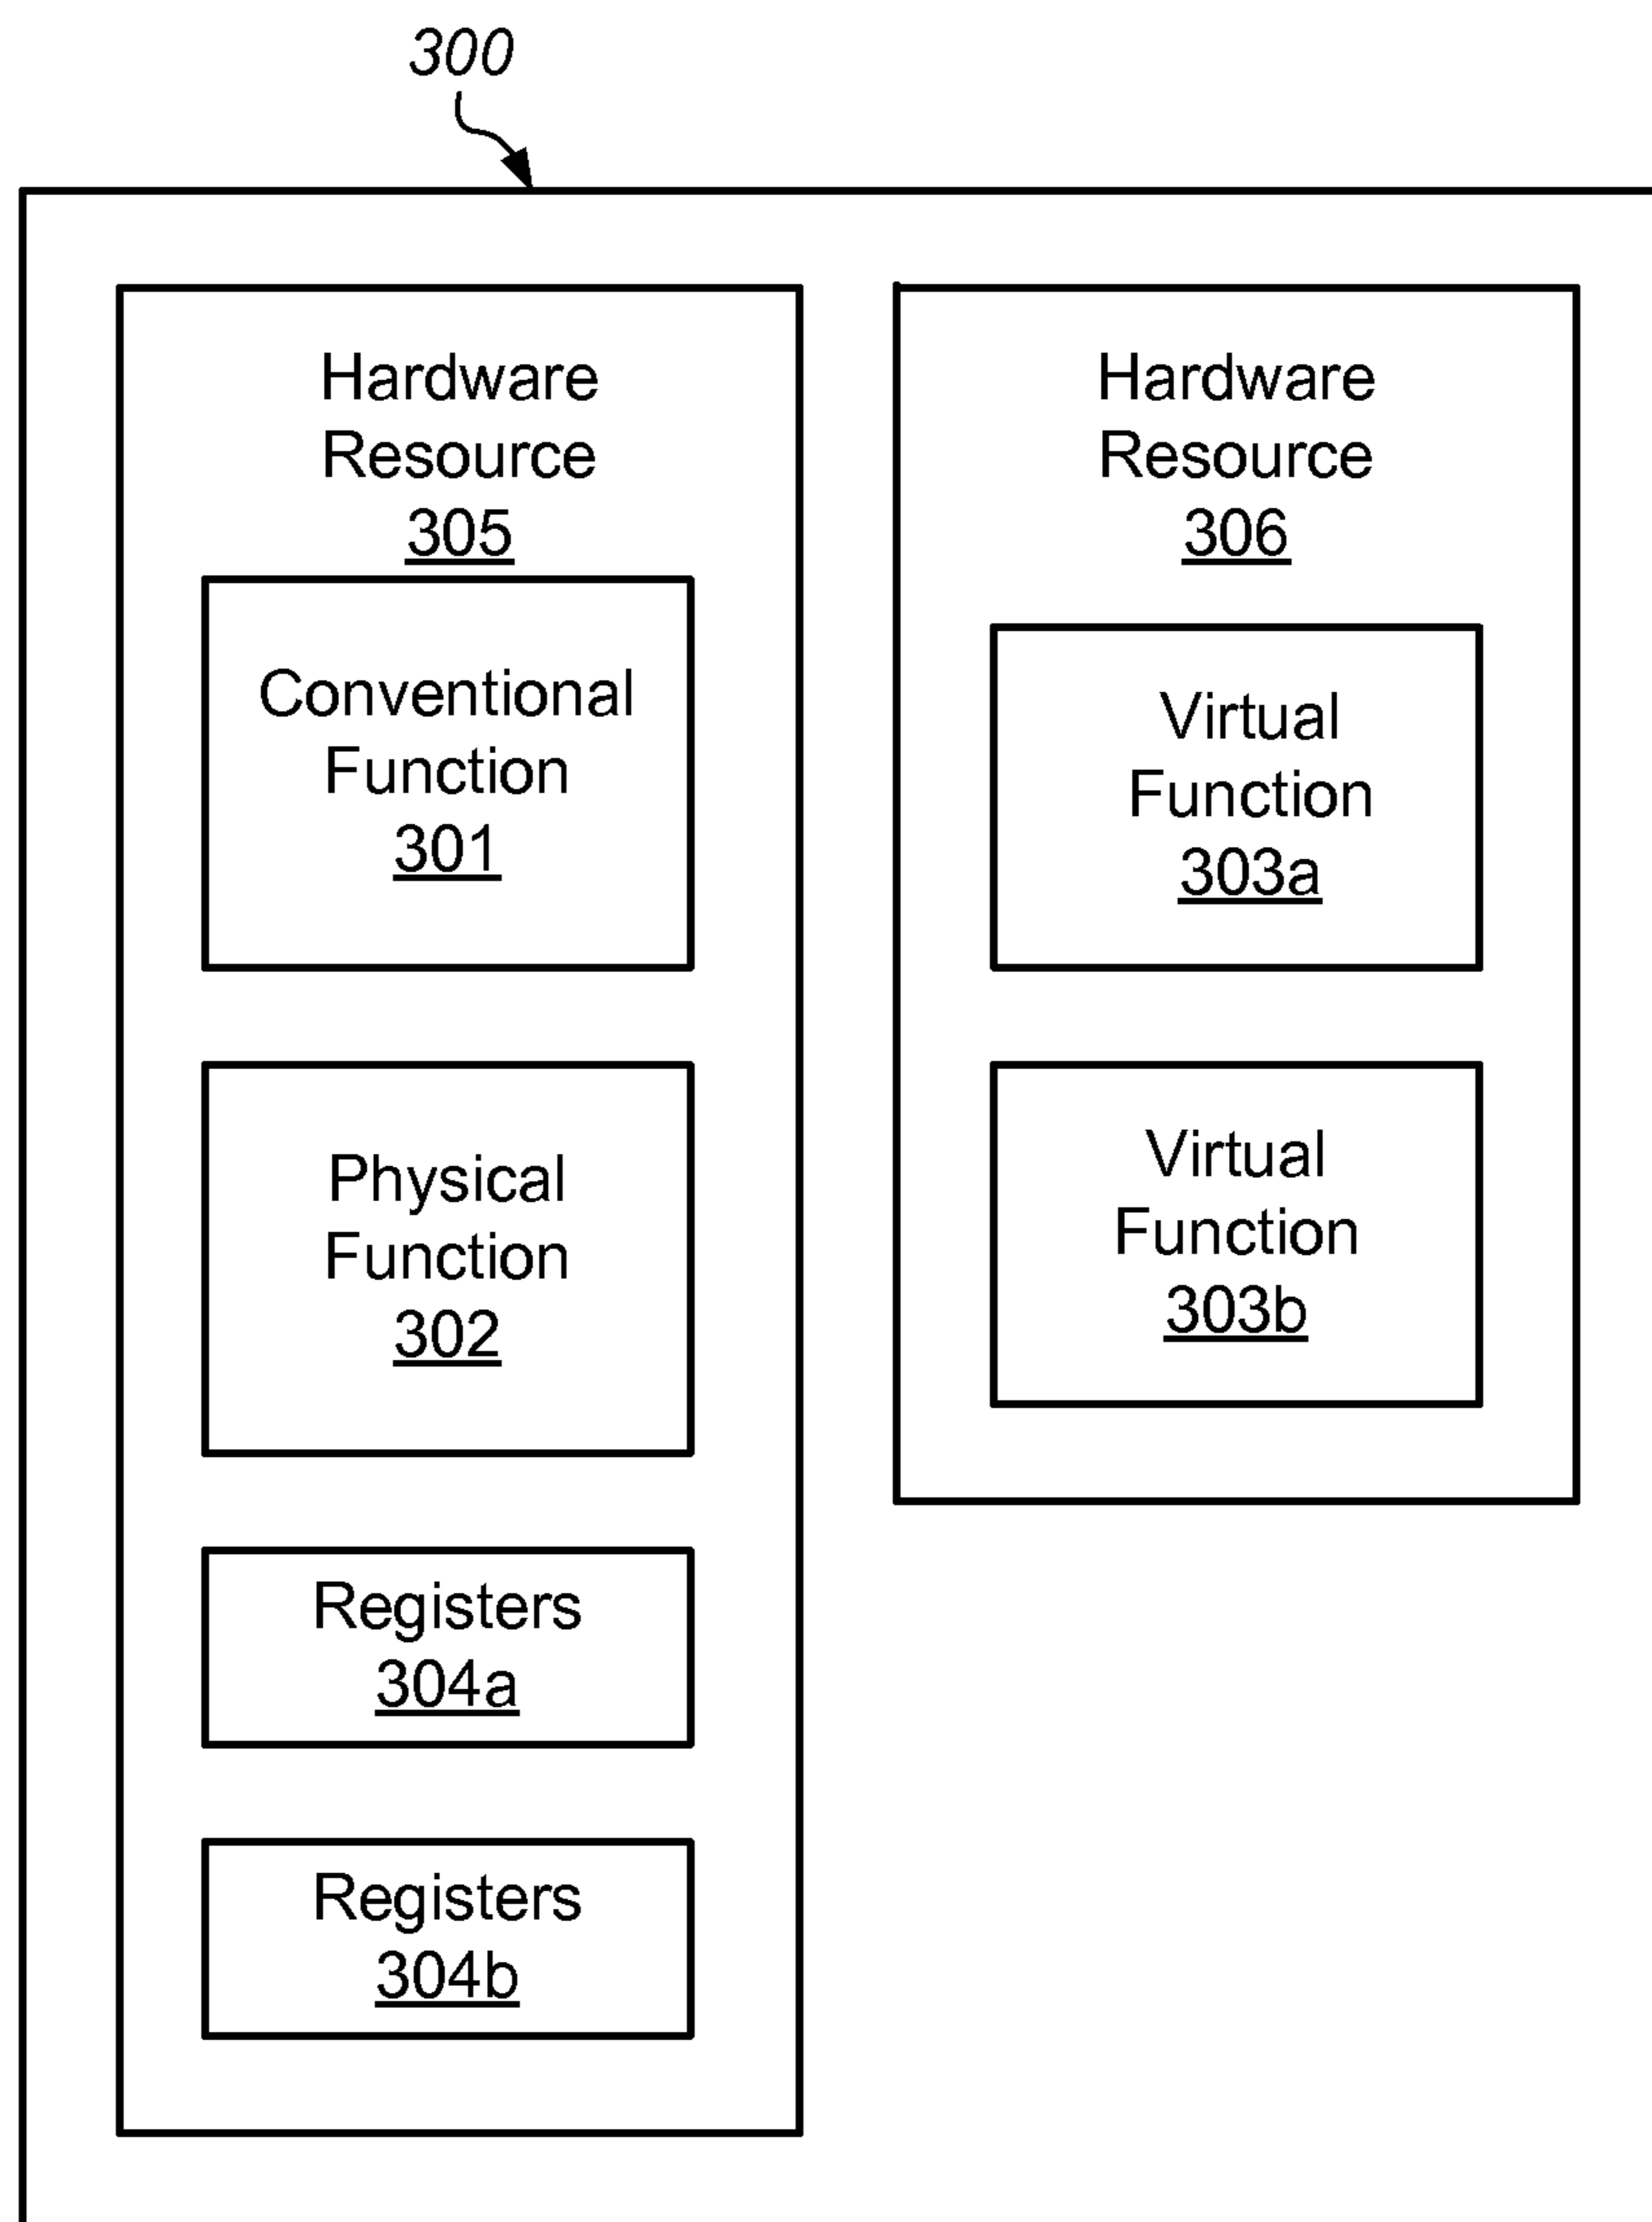 300
Hardware
Resource
305
Conventional
Function
301
Physical
Function
302
Registers
304a
Registers
304b
Hardware
Resource
306
Virtual
Function
303a
Virtual
Function
303b